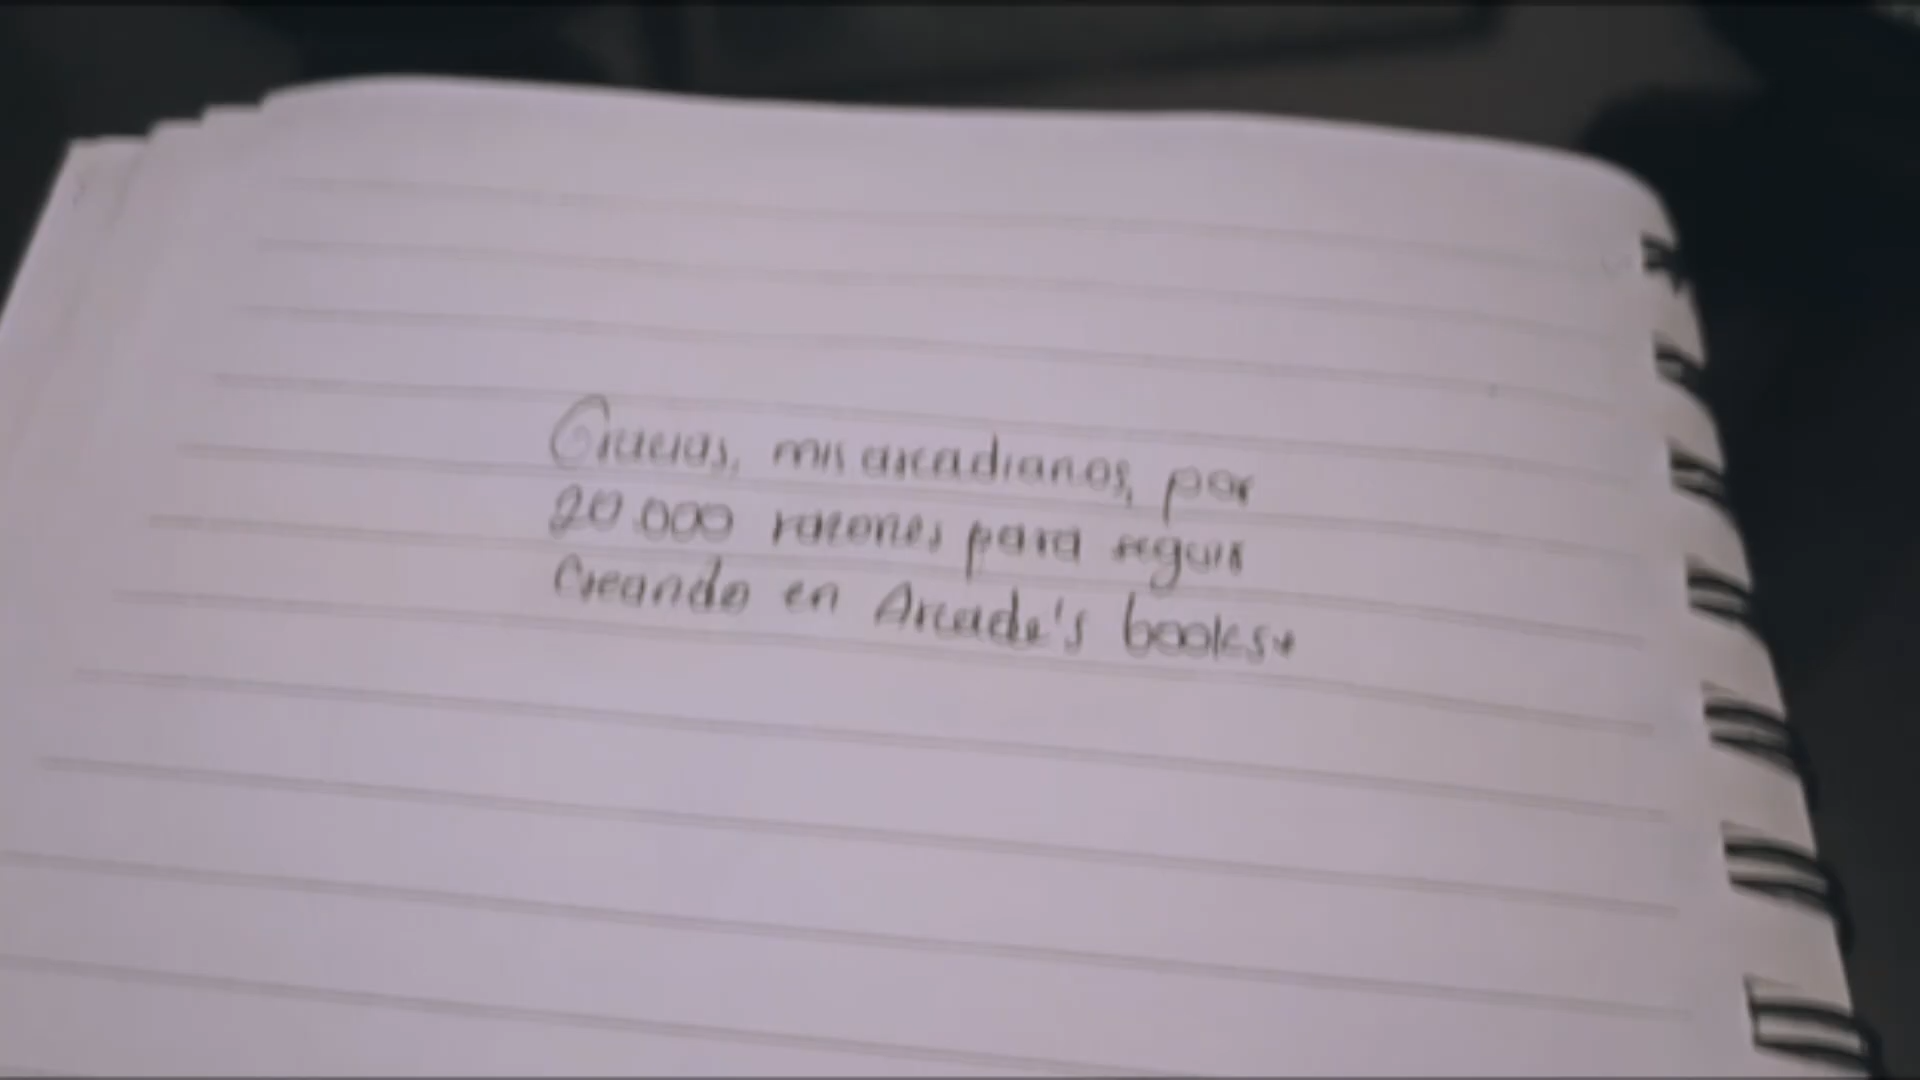 Gracias, mis arcadianos, por
20.000 razones para seguir
Creando en Arcade's books+